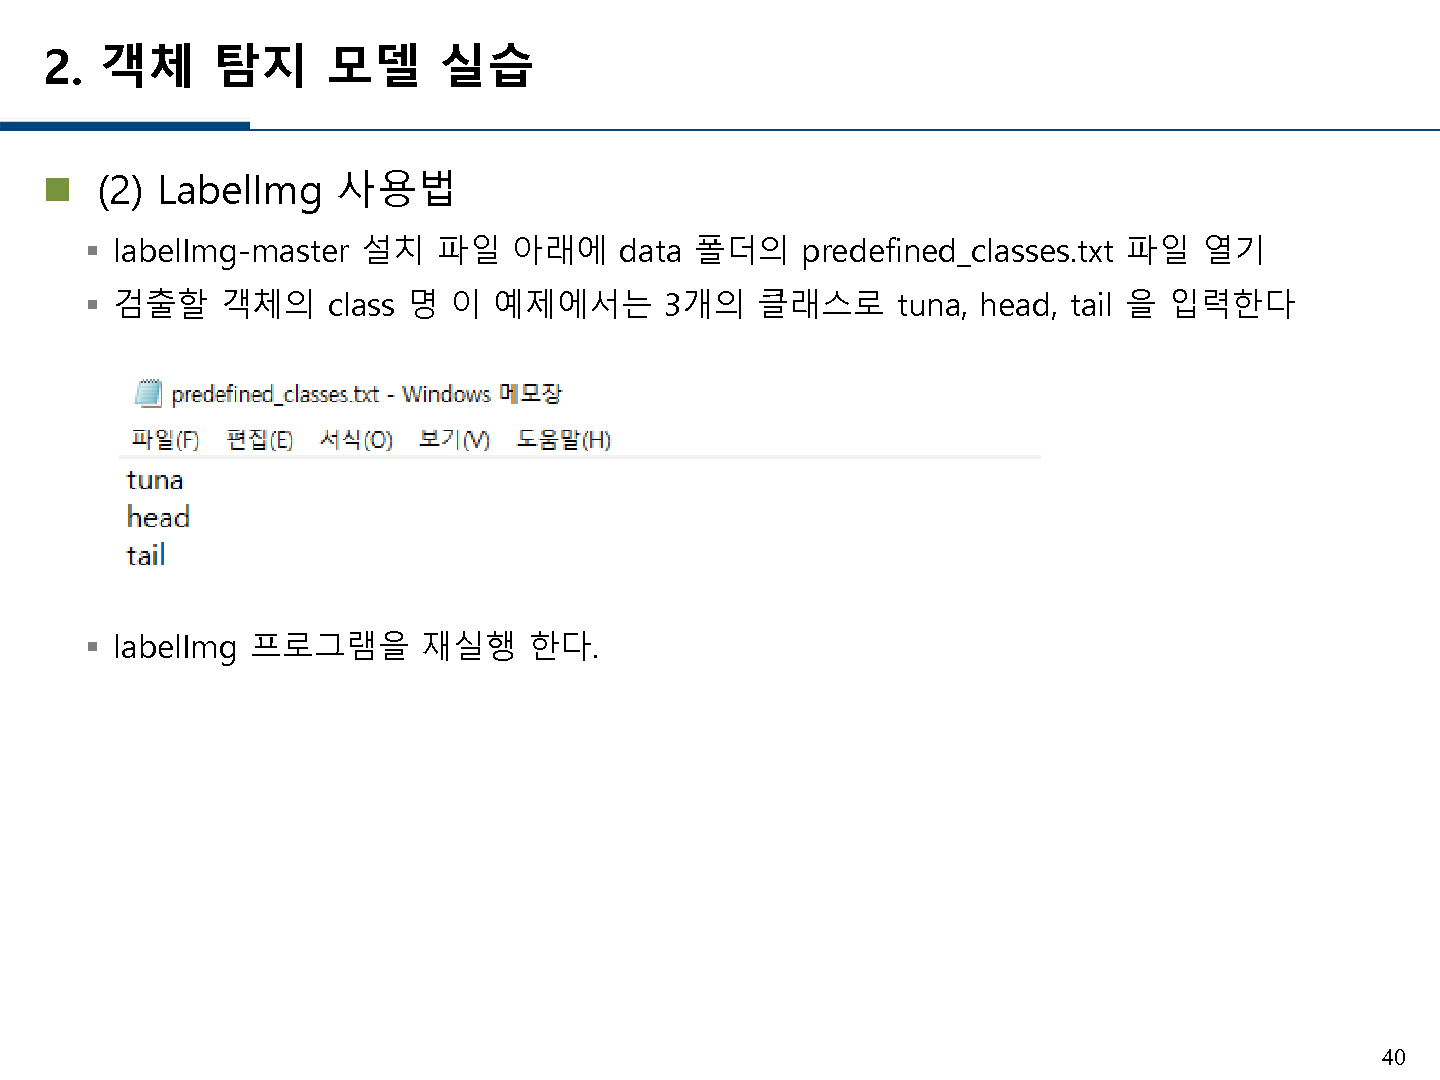 2. 객체 탐지 모델 실습
(2) LabelImg 사용법
labelImg-master 설치 파일 아래에 data 폴더의 predefined_classes.txt 파일 열기
검출할 객체의 class 명 이 예제에서는 3개의 클래스로 tuna, head, tail 을 입력한다
predefined_classes.txt - Windows 메모장
파일(F) 편집(E) 서식(O) 보기(V) 도움말(H)
tuna
head
tail
labelImg 프로그램을 재실행 한다.
40